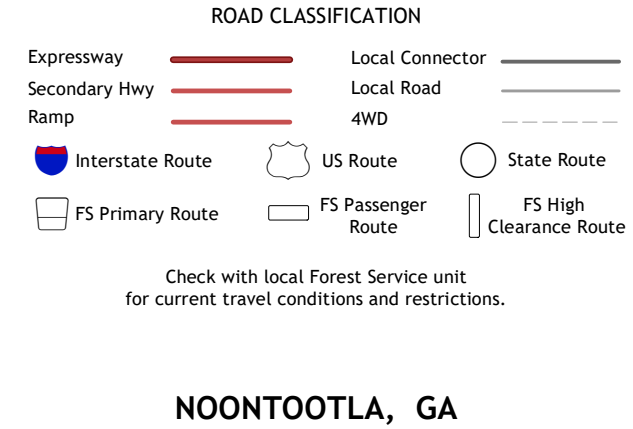 ROAD CLASSIFICATION
Expressway
Local Connector
Secondary Hwy
Local Road
Ramp
4WD
Interstate Route
US Route
State Route
FS Primary Route
FS Passenger
Route
FS High
Clearance Route
Check with local Forest Service unit
for current travel conditions and restrictions.
NOONTOOTLA, GA